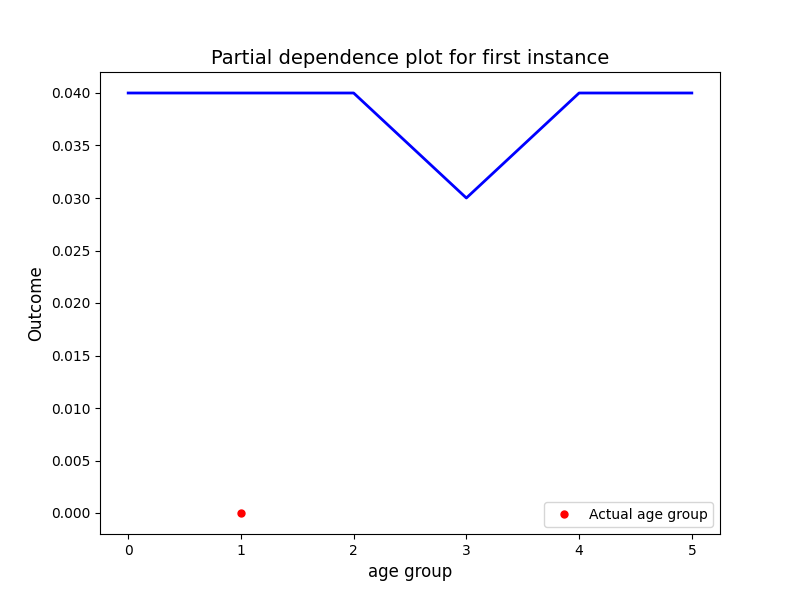 Partial dependence plot for first instance
0.040
0.035
0.030
0.025
0.020
0.015
0.010
0.005
0.000
Outcome
Actual age group
0 1 2 3 4 5
age group